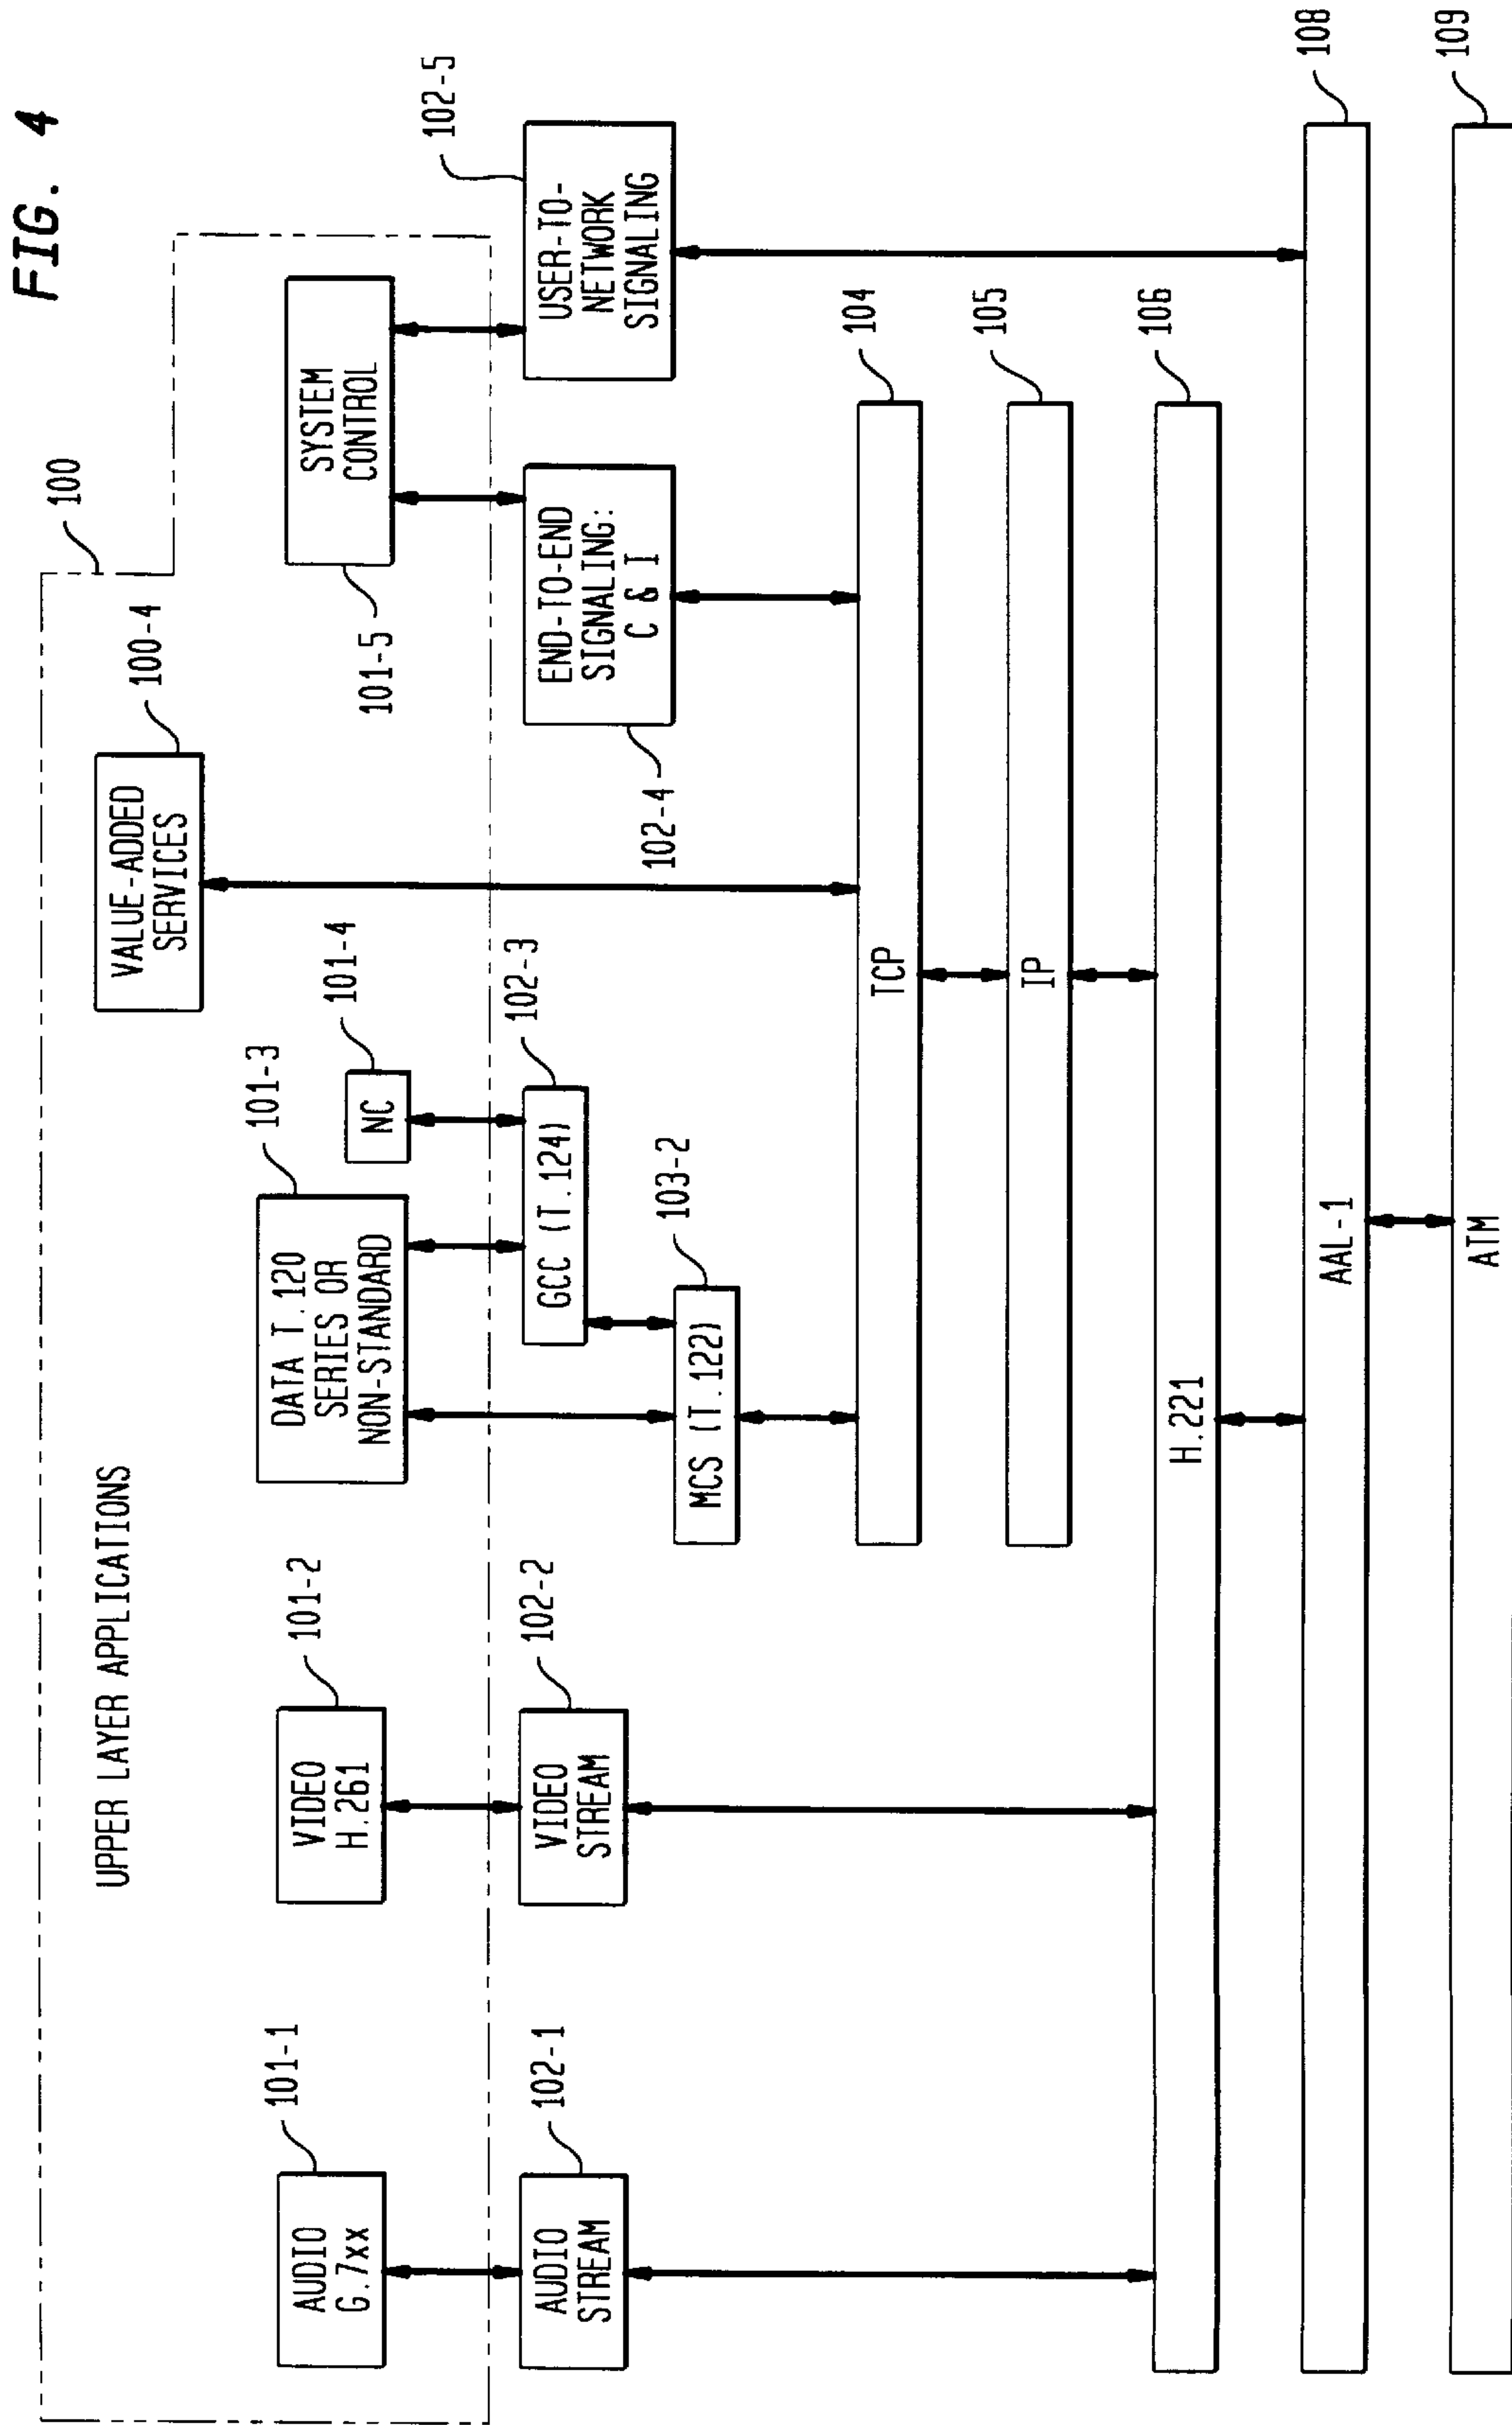 FIG. 4
100
UPPER LAYER APPLICATIONS
VALUE-ADDED
SERVICES
100-4
AUDIO
G.7xx
101-1
VIDEO
H.261
101-2
DATA T.120
SERIES OR
NON-STANDARD
101-3
NC
101-4
SYSTEM
CONTROL
101-5
AUDIO
STREAM
102-1
VIDEO
STREAM
102-2
GCC (T.124)
102-3
END-TO-END
SIGNALING:
C & I
102-4
USER-TO-
NETWORK
SIGNALING
102-5
MCS (T.122)
103-2
TCP
104
IP
105
H.221
106
AAL-1
108
ATM
109